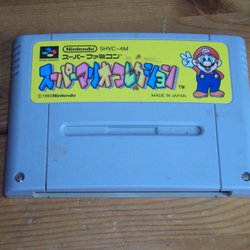 Nintendo SHVC-4M
スーパーファミコン
スーパーマリオコレクション
TM
©1993 Nintendo
MADE IN JAPAN